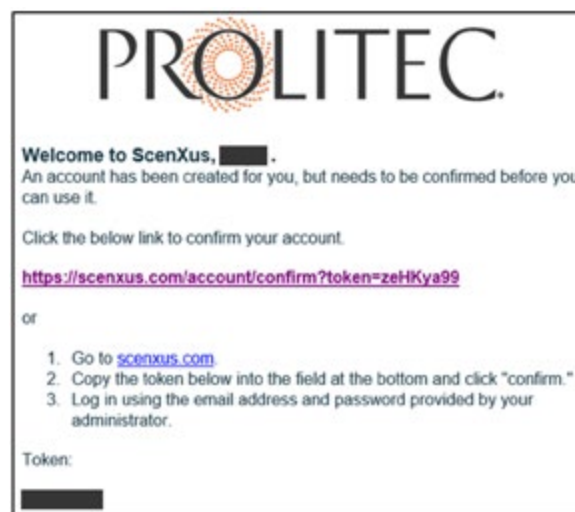 PROLITEC
Welcome to ScenXus, .
An account has been created for you, but needs to be confirmed before you
can use it.
Click the below link to confirm your account.
https://scenxus.com/account/confirm?token=zeHKya99
or
1. Go to scenxus.com.
2. Copy the token below into the field at the bottom and click "confirm."
3. Log in using the email address and password provided by your
administrator.
Token: